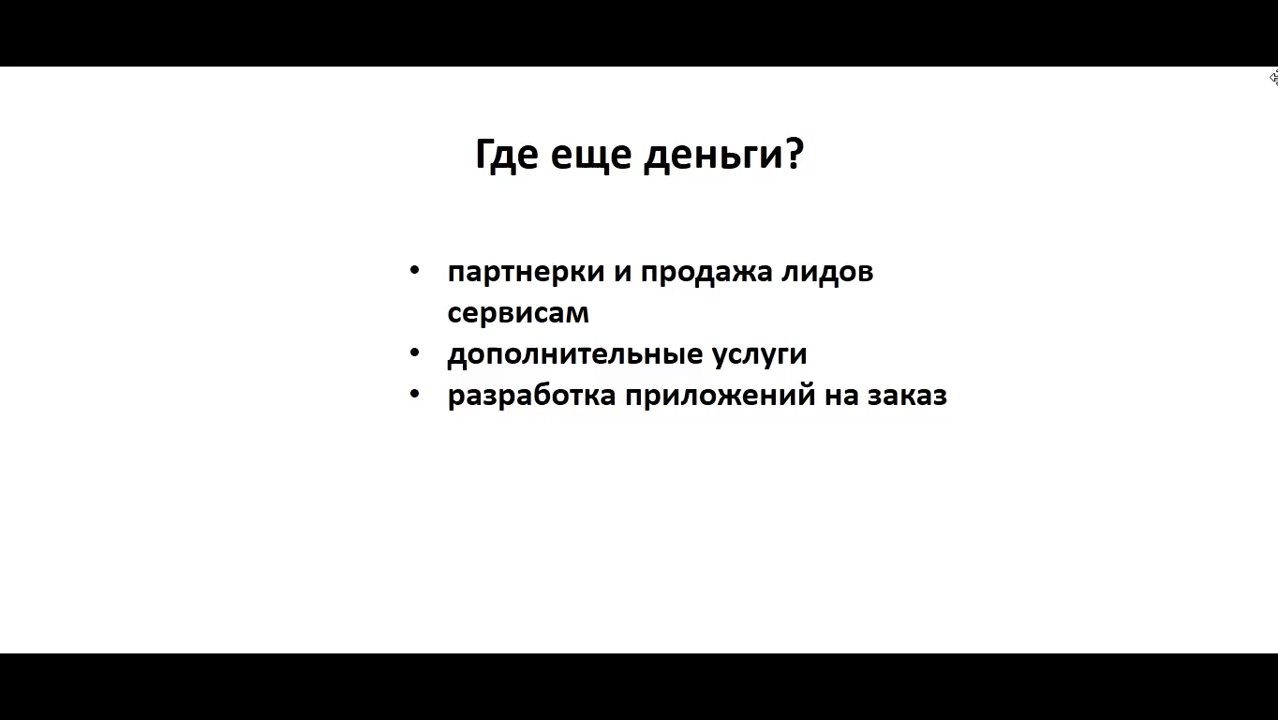 Где еще деньги?
• партнерки и продажа лидов
сервисам
• дополнительные услуги
• разработка приложений на заказ